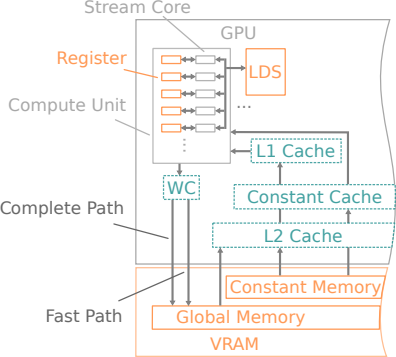 Stream Core
GPU
Register
LDS
Compute Unit
...
L1 Cache
WC
Constant Cache
Complete Path
L2 Cache
Constant Memory
Fast Path
Global Memory
VRAM